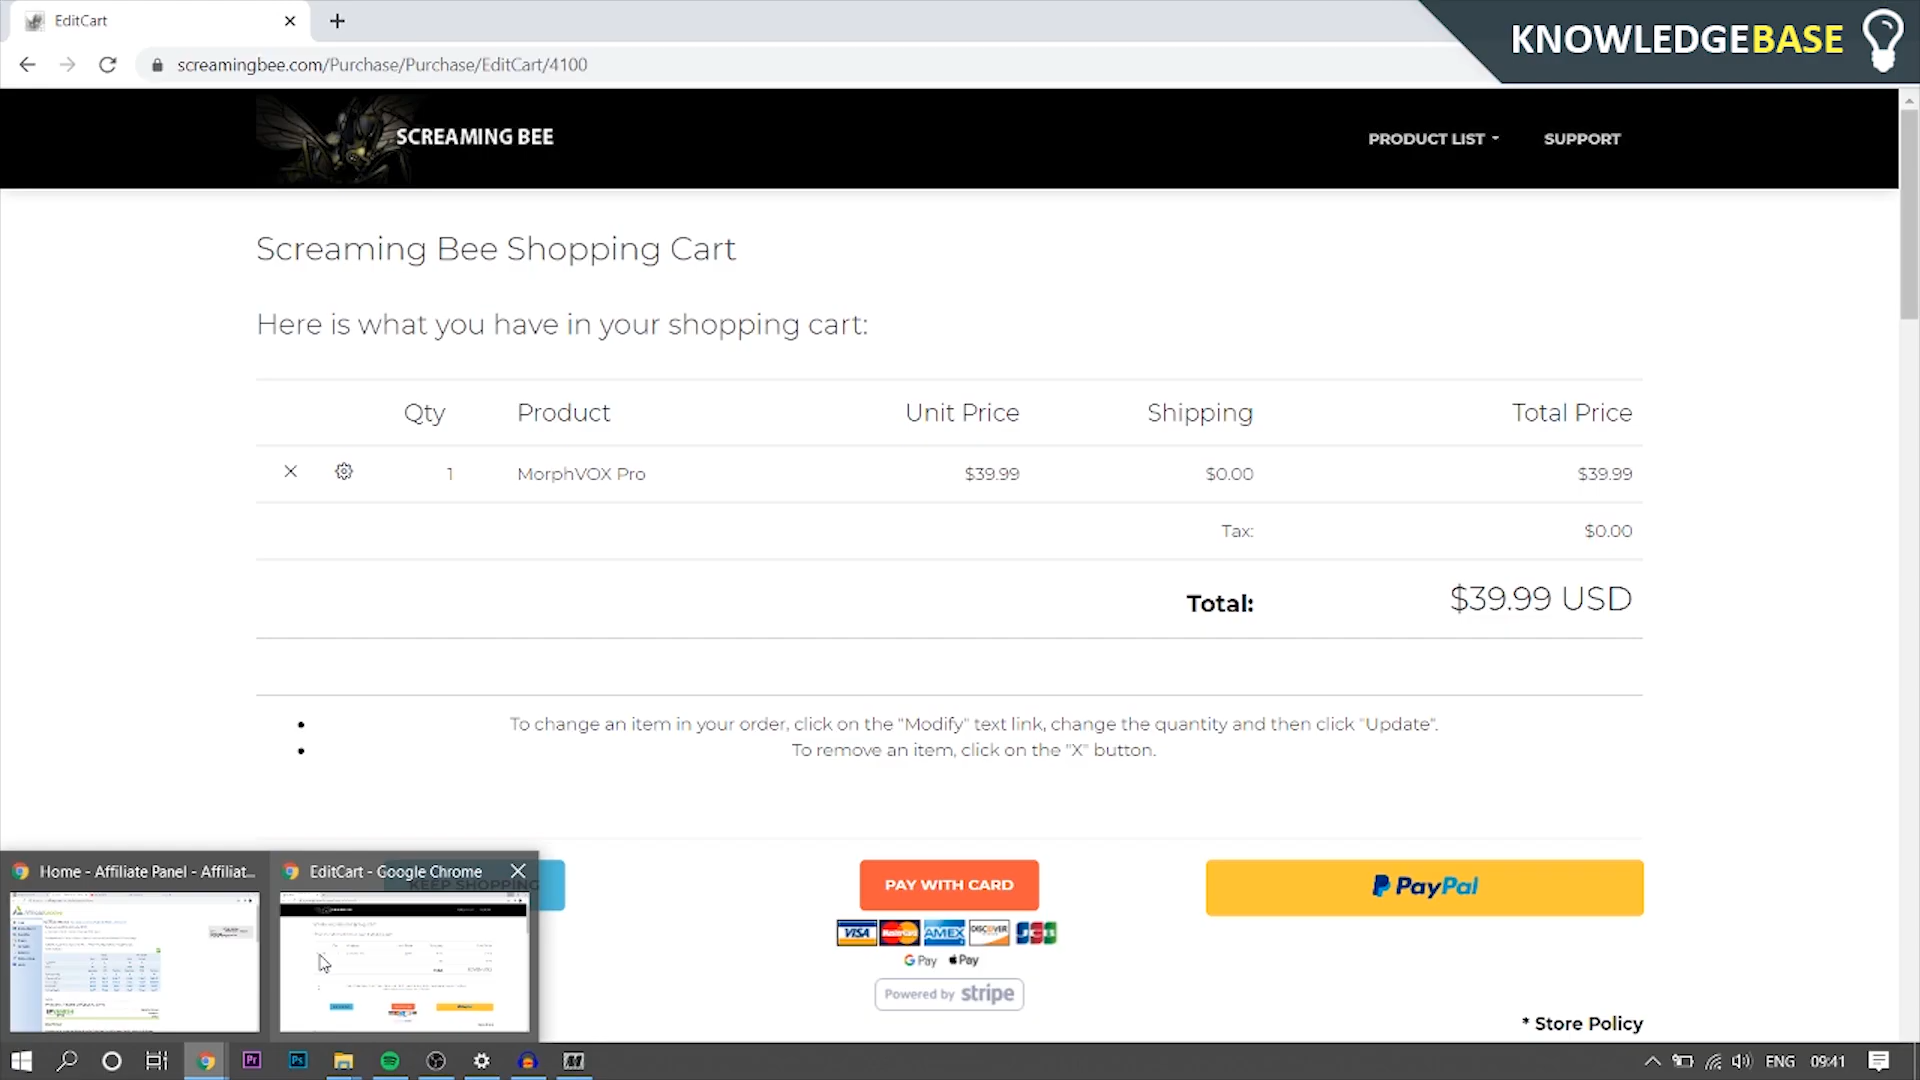 EditCart
KNOWLEDGEBASE
screamingbee.com/Purchase/Purchase/EditCart/4100
SCREAMING BEE
PRODUCT LIST
SUPPORT
Screaming Bee Shopping Cart
Here is what you have in your shopping cart:
Qty Product Unit Price Shipping Total Price
1 MorphVOX Pro $39.99 $0.00 $39.99
Tax: $0.00
Total: $39.99 USD
To change an item in your order, click on the "Modify" text link, change the quantity and then click "Update".
To remove an item, click on the "X" button.
Home - Affiliate Panel - Affiliat...
EditCart - Google Chrome
KEEP SHOPPING
PAY WITH CARD
PayPal
VISA MasterCard AMEX DISCOVER JCB
G Pay Pay
Powered by stripe
* Store Policy
Pr Ps
ENG 09:41